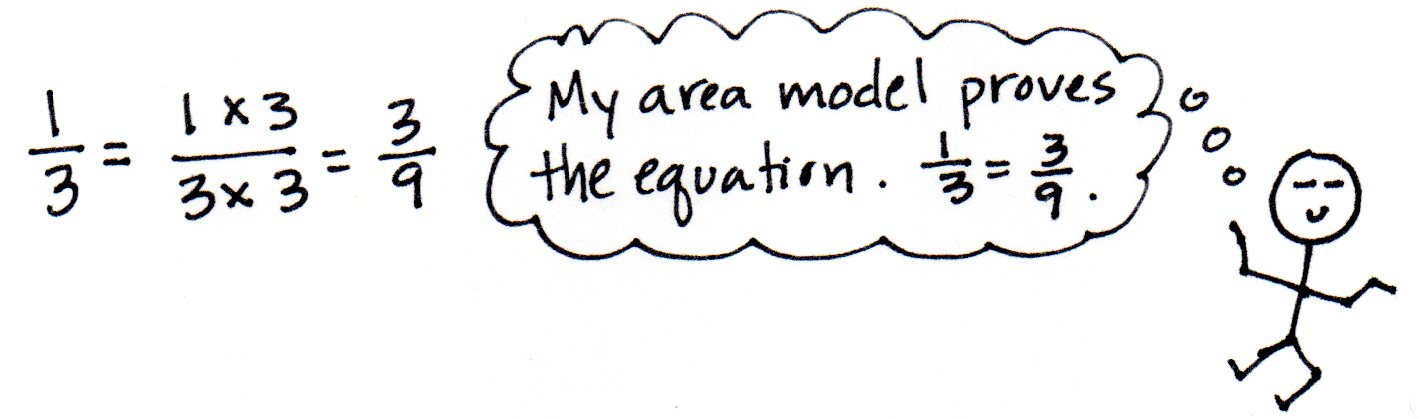 1/3 = 1 x 3/3 x 3 = 3/9
My area model proves
the equation. 1/3 = 3/9.